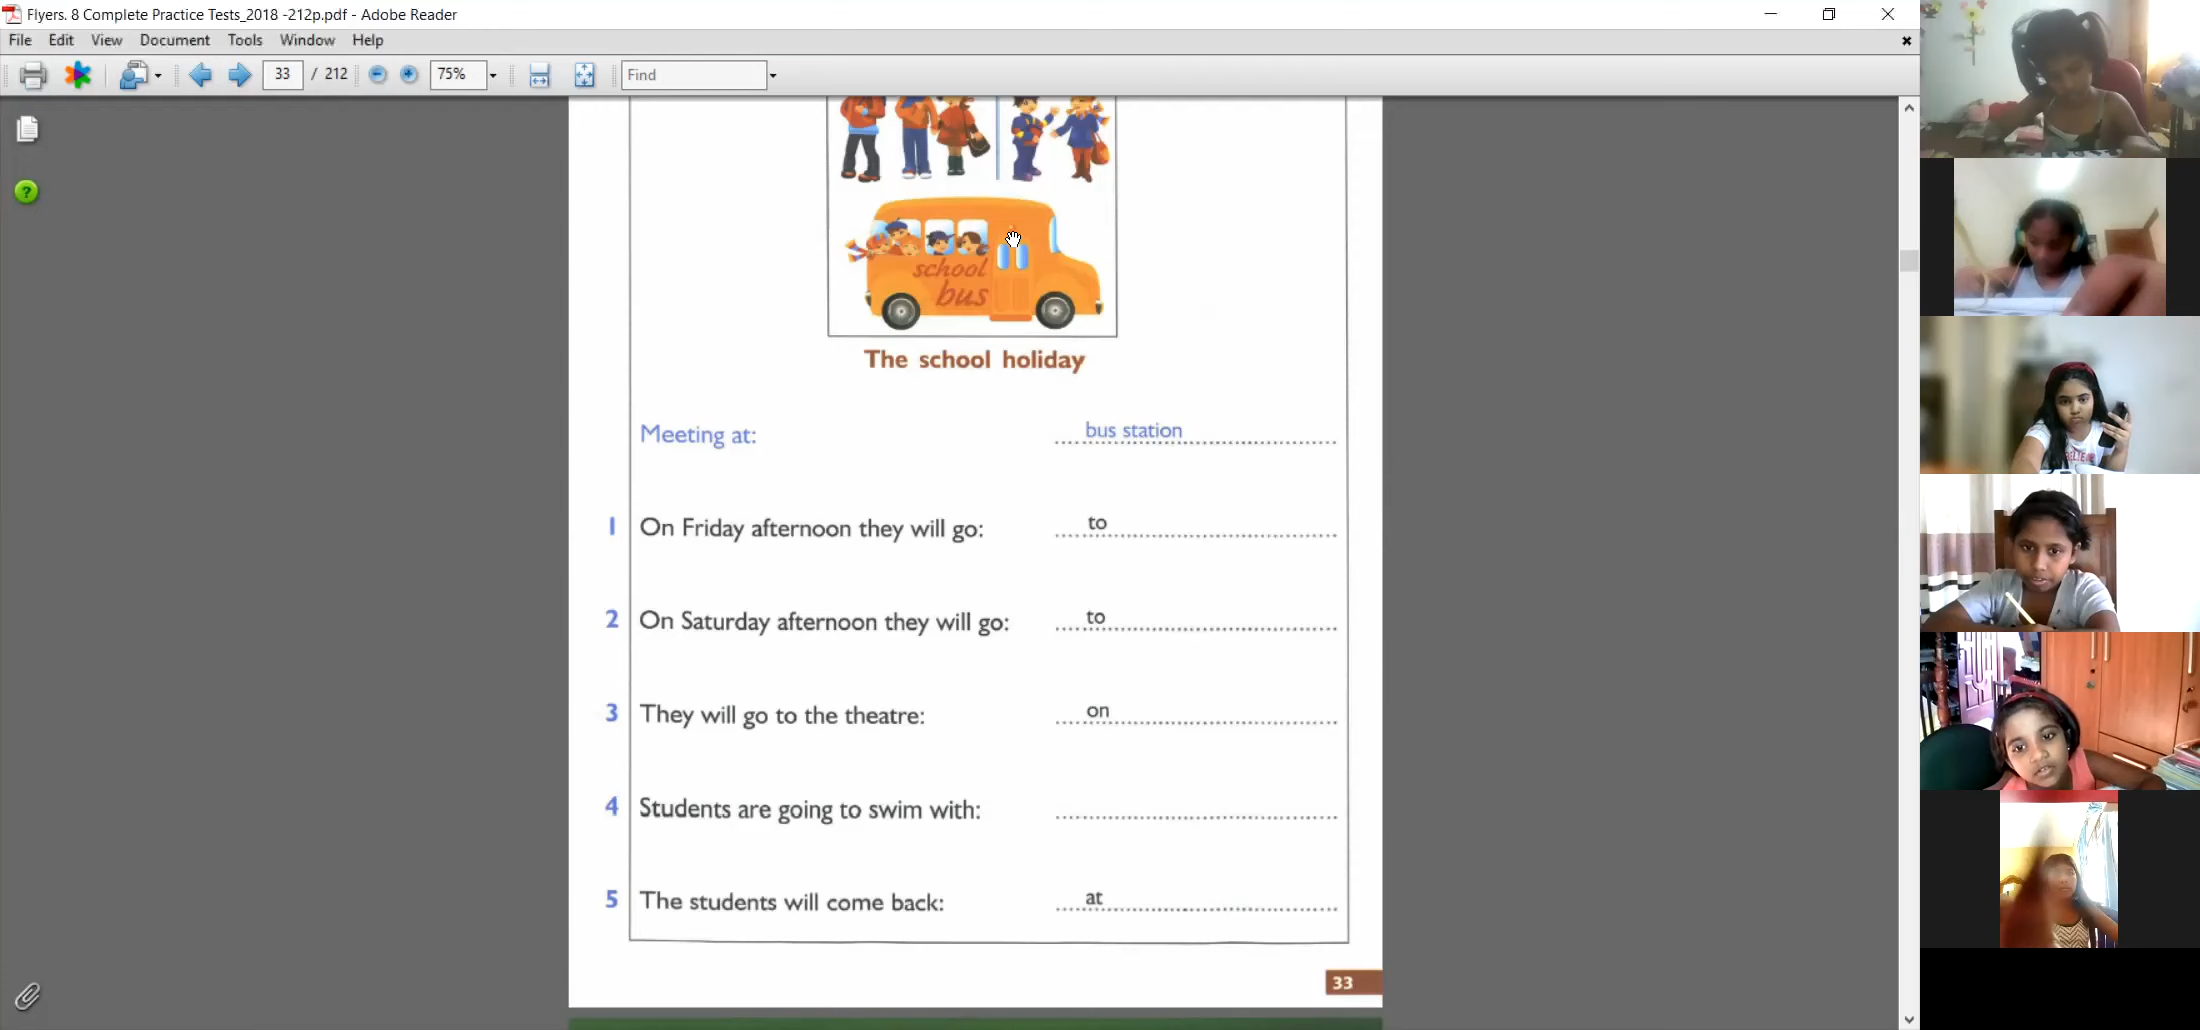 Flyers. 8 Complete Practice Tests_2018 -212p.pdf - Adobe Reader
File Edit View Document Tools Window Help
33 / 212 75% Find
school
bus
The school holiday
Meeting at: bus station
1 On Friday afternoon they will go: to
2 On Saturday afternoon they will go: to
3 They will go to the theatre: on
4 Students are going to swim with:
5 The students will come back: at
33